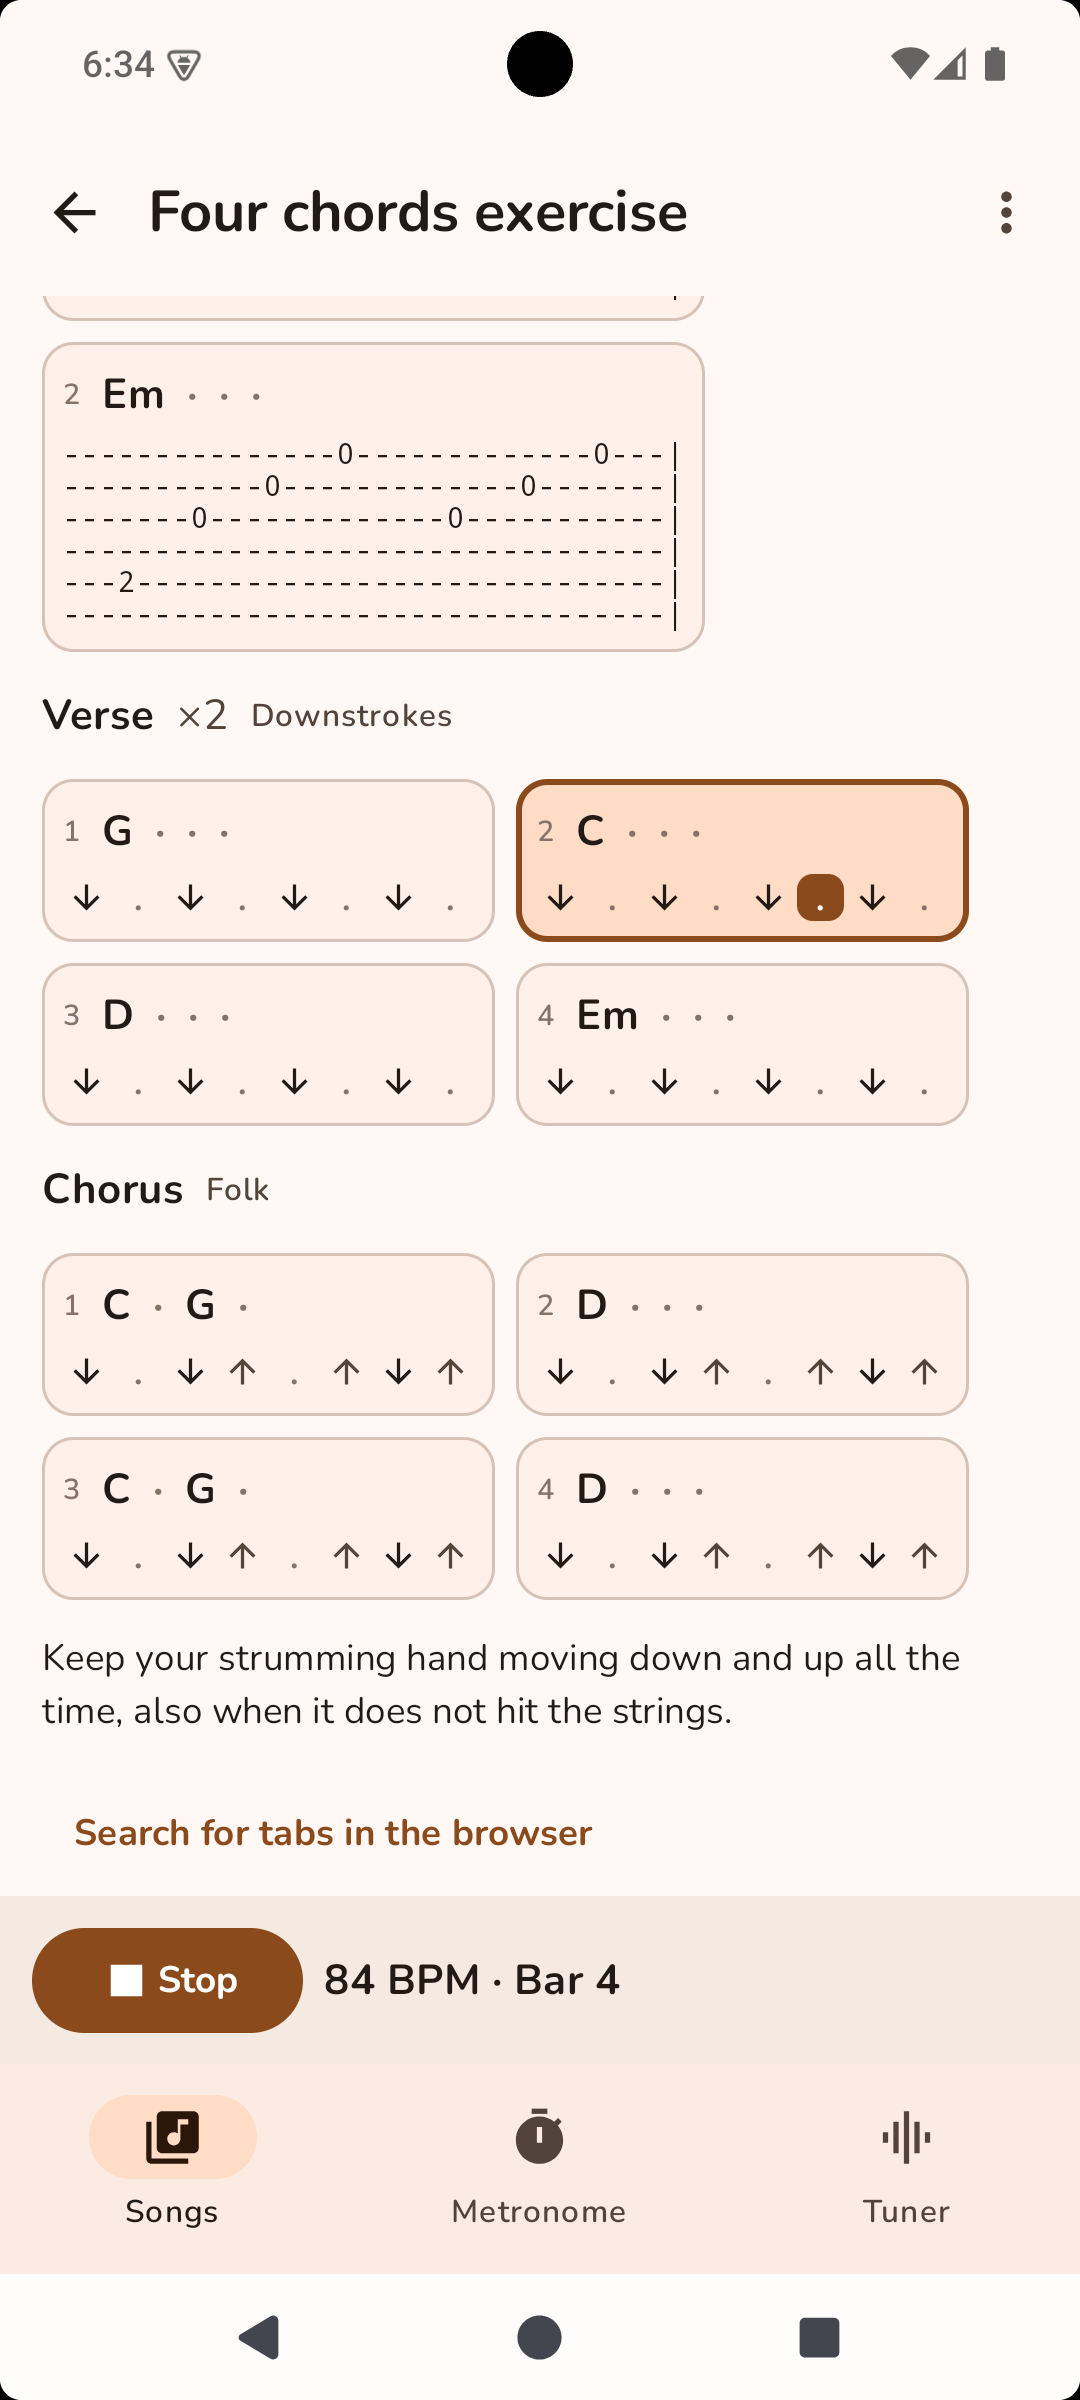 6:34
Four chords exercise
2 Em · · ·
---------------0-------------0---|
-----------0-------------0-------|
-------0-------------0-----------|
---------------------------------|
---2-----------------------------|
---------------------------------|
Verse ×2 Downstrokes
1 G · · ·
↓ . ↓ . ↓ . ↓ .
2 C · · ·
↓ . ↓ . ↓ . ↓ .
3 D · · ·
↓ . ↓ . ↓ . ↓ .
4 Em · · ·
↓ . ↓ . ↓ . ↓ .
Chorus Folk
1 C · G ·
↓ . ↓ ↑ . ↑ ↓ ↑
2 D · · ·
↓ . ↓ ↑ . ↑ ↓ ↑
3 C · G ·
↓ . ↓ ↑ . ↑ ↓ ↑
4 D · · ·
↓ . ↓ ↑ . ↑ ↓ ↑
Keep your strumming hand moving down and up all the
time, also when it does not hit the strings.
Search for tabs in the browser
Stop 84 BPM · Bar 4
Songs Metronome Tuner